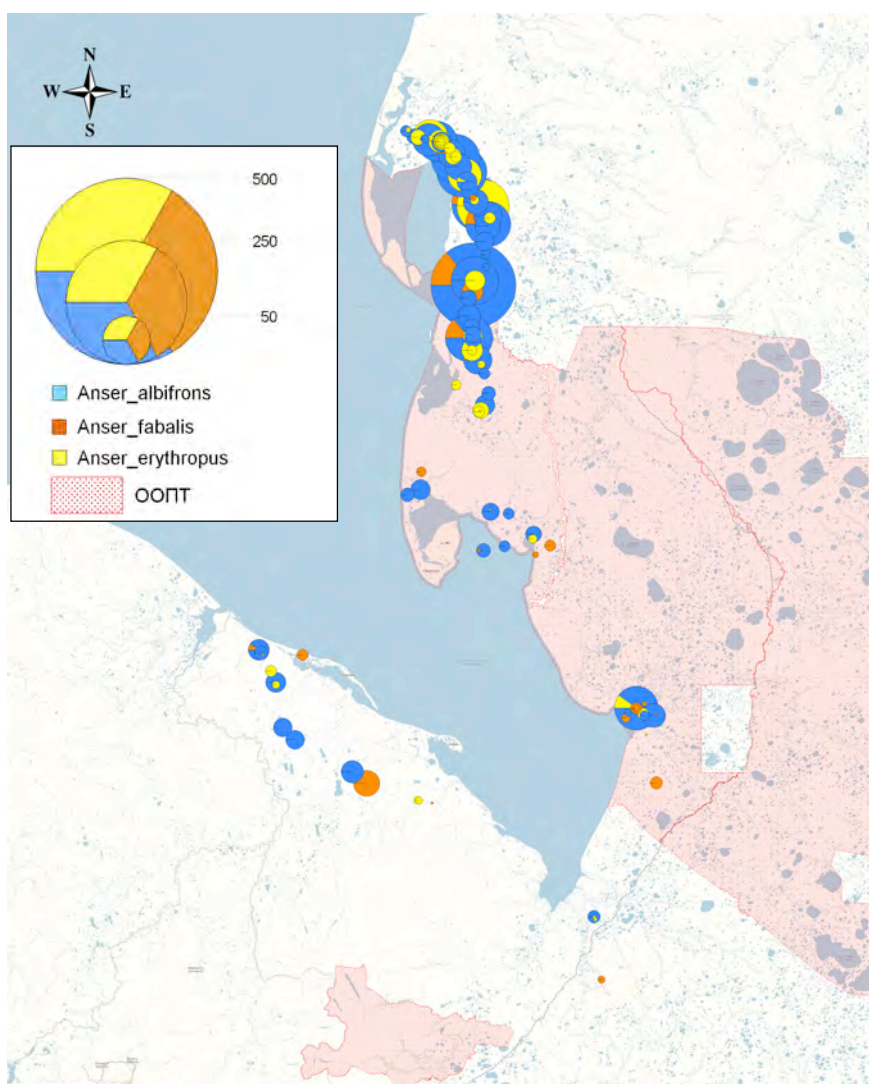 N
W E
S
500
250
50
Anser_albifrons
Anser_fabalis
Anser_erythropus
ООПТ